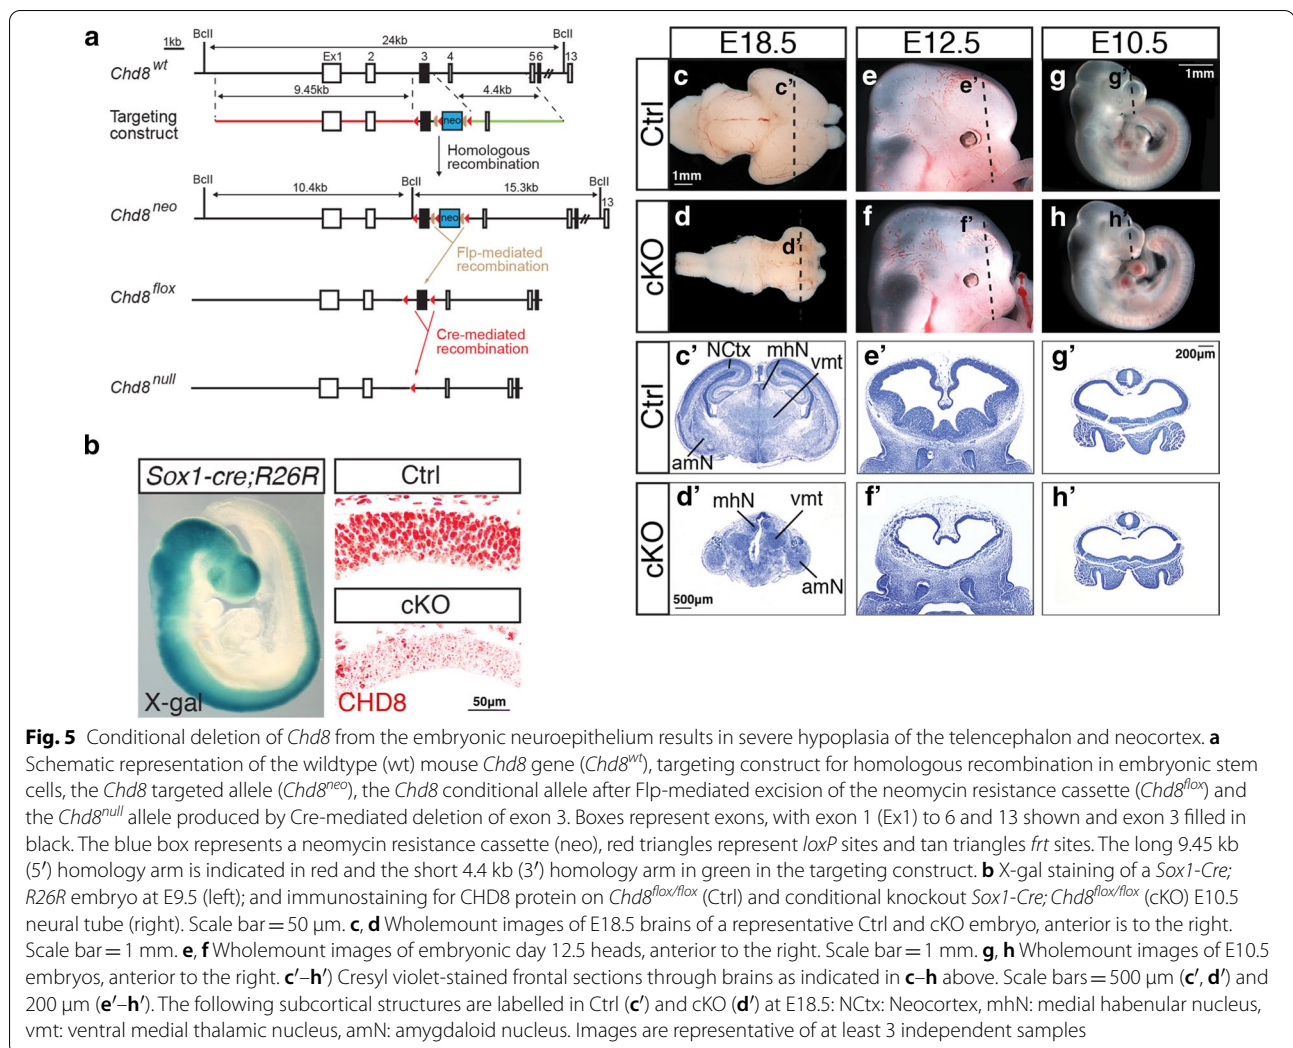 a
1kb
BclI
24kb
BclI
Ex1 2 3 4 56 13
Chd8 wt
9.45kb
4.4kb
Targeting
construct
neo
Homologous
recombination
BclI
10.4kb
BclI
15.3kb
BclI
13
Chd8 neo
neo
Flp-mediated
recombination
Chd8 flox
Cre-mediated
recombination
Chd8 null
b
Sox1-cre;R26R
X-gal
Ctrl
cKO
CHD8
50µm
E18.5
E12.5
E10.5
Ctrl
c
c'
1mm
e
e'
g
g'
1mm
cKO
d
d'
f
f'
h
h'
Ctrl
c'
NCtx
mhN
vmt
amN
e'
g'
200µm
cKO
d'
mhN
vmt
amN
500µm
f'
h'
Fig. 5 Conditional deletion of Chd8 from the embryonic neuroepithelium results in severe hypoplasia of the telencephalon and neocortex. a
Schematic representation of the wildtype (wt) mouse Chd8 gene (Chd8wt), targeting construct for homologous recombination in embryonic stem
cells, the Chd8 targeted allele (Chd8neo), the Chd8 conditional allele after Flp-mediated excision of the neomycin resistance cassette (Chd8flox) and
the Chd8null allele produced by Cre-mediated deletion of exon 3. Boxes represent exons, with exon 1 (Ex1) to 6 and 13 shown and exon 3 filled in
black. The blue box represents a neomycin resistance cassette (neo), red triangles represent loxP sites and tan triangles frt sites. The long 9.45 kb
(5′) homology arm is indicated in red and the short 4.4 kb (3′) homology arm in green in the targeting construct. b X-gal staining of a Sox1-Cre;
R26R embryo at E9.5 (left); and immunostaining for CHD8 protein on Chd8flox/flox (Ctrl) and conditional knockout Sox1-Cre; Chd8flox/flox (cKO) E10.5
neural tube (right). Scale bar = 50 µm. c, d Wholemount images of E18.5 brains of a representative Ctrl and cKO embryo, anterior is to the right.
Scale bar = 1 mm. e, f Wholemount images of embryonic day 12.5 heads, anterior to the right. Scale bar = 1 mm. g, h Wholemount images of E10.5
embryos, anterior to the right. c′–h′) Cresyl violet-stained frontal sections through brains as indicated in c–h above. Scale bars = 500 µm (c′, d′) and
200 µm (e′–h′). The following subcortical structures are labelled in Ctrl (c′) and cKO (d′) at E18.5: NCtx: Neocortex, mhN: medial habenular nucleus,
vmt: ventral medial thalamic nucleus, amN: amygdaloid nucleus. Images are representative of at least 3 independent samples